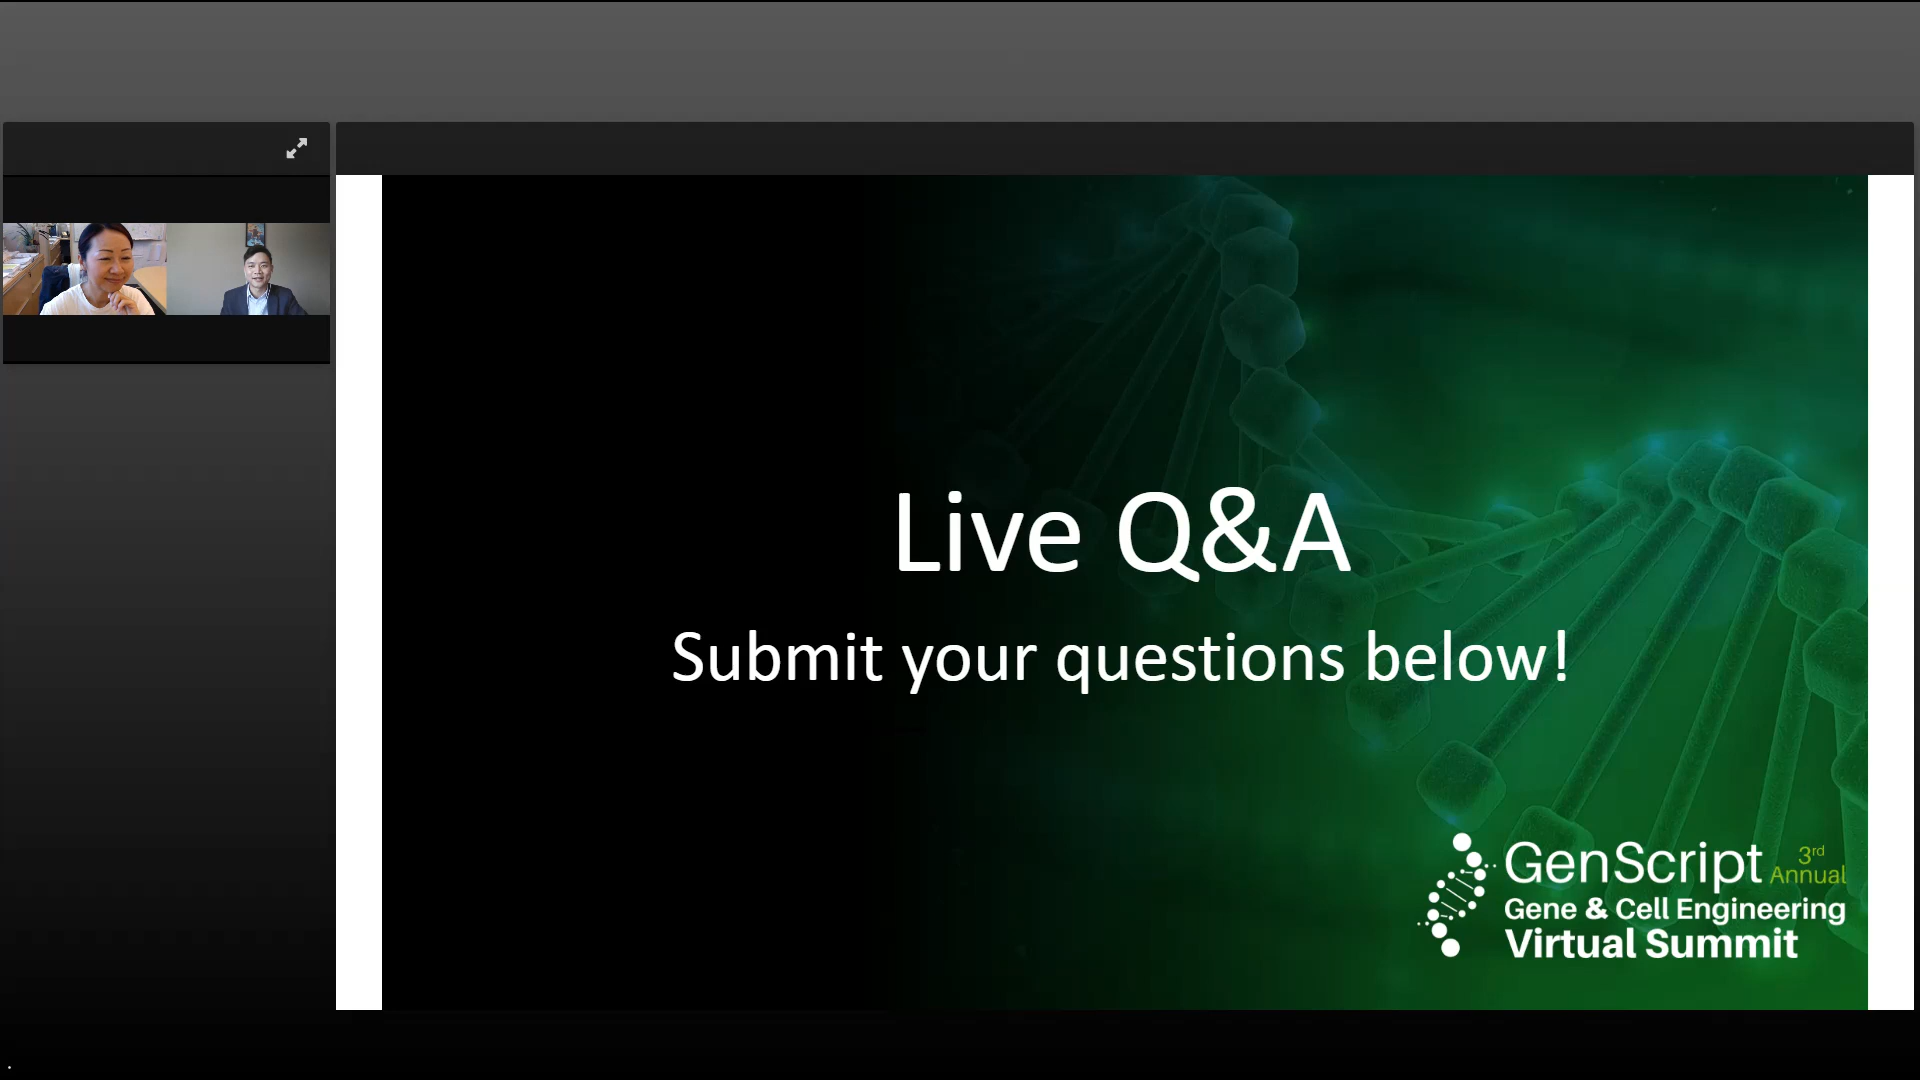 Live Q&A
Submit your questions below!
GenScript 3rd Annual
Gene & Cell Engineering
Virtual Summit